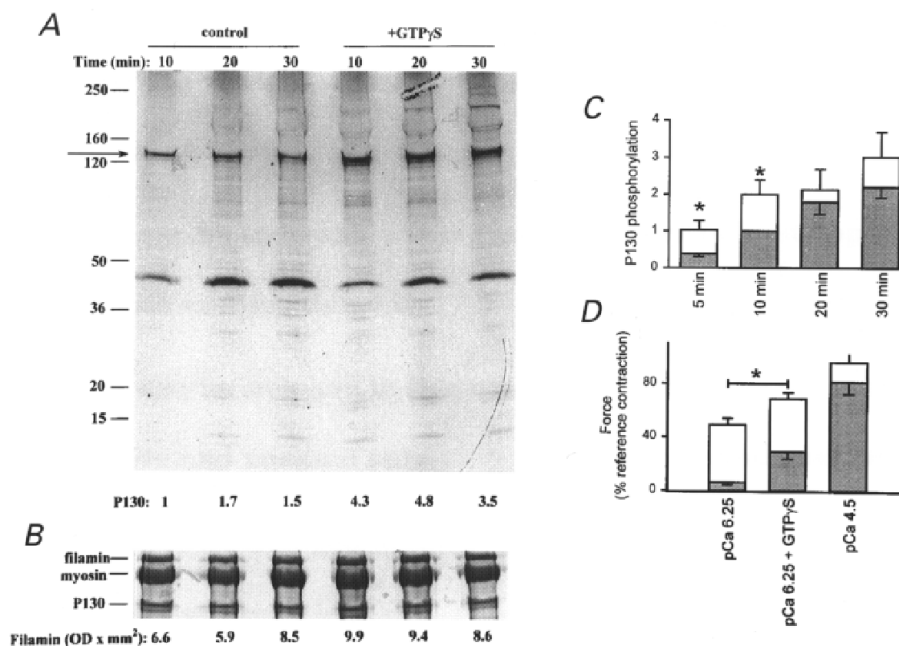 A
control
+GTPγS
Time (min): 10 20 30 10 20 30
250
160
120
50
36
20
15
P130: 1 1.7 1.5 4.3 4.8 3.5
B
filamin
myosin
P130
Filamin (OD x mm²): 6.6 5.9 8.5 9.9 9.4 8.6
C
P130 phosphorylation
4
3
2
1
0
*
*
5 min
10 min
20 min
30 min
D
Force
(% reference contraction)
80
40
0
*
pCa 6.25
pCa 6.25 + GTPγS
pCa 4.5